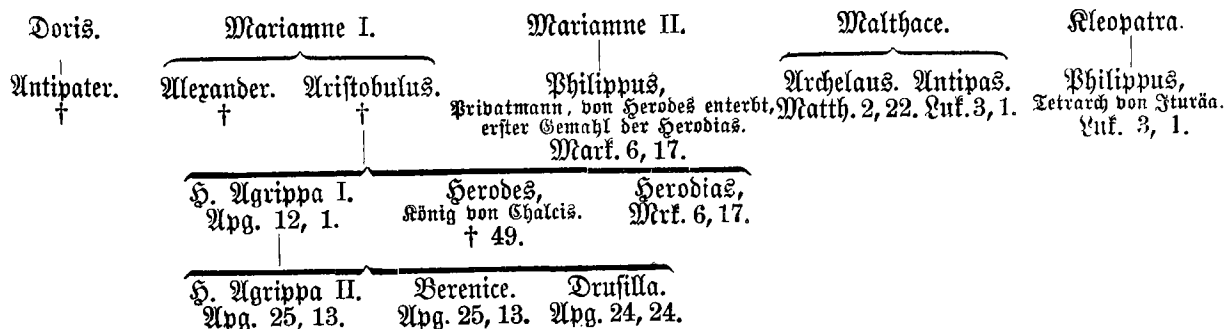 Doris. Mariamne I. Mariamne II. Malthace. Kleopatra.
Antipater. Alexander. Aristobulus. Philippus, Archelaus. Antipas. Philippus,
† † † Privatmann, von Herodes enterbt, Matth. 2, 22. Luk. 3, 1. Tetrarch von Ituräa.
erster Gemahl der Herodias. Luk. 3, 1.
Mark. 6, 17.
H. Agrippa I. Herodes, Herodias,
Apg. 12, 1. König von Chalcis. Mrk. 6, 17.
† 49.
H. Agrippa II. Berenice. Drusilla.
Apg. 25, 13. Apg. 25, 13. Apg. 24, 24.